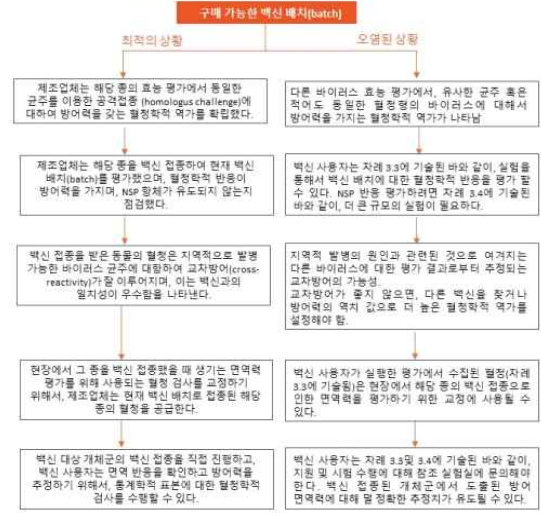 구매 가능한 백신 배치(batch)
최적의 상황
오염된 상황
제조업체는 해당 종의 효능 평가에서 동일한
균주를 이용한 공격접종 (homologus challenge)에
대하여 방어력을 갖는 혈청학적 역가를 확립했다.
다른 바이러스 효능 평가에서, 유사한 균주 혹은
적어도 동일한 혈청형의 바이러스에 대해서
방어력을 가지는 혈청학적 역가가 나타남
제조업체는 해당 종을 백신 접종하여 현재 백신
배치(batch)를 평가했으며, 혈청학적 반응이
방어력을 가지며, NSP 항체가 유도되지 않는지
점검했다.
백신 사용자는 차례 3.3에 기술된 바와 같이, 실험을
통해서 백신 배치에 대한 혈청학적 반응을 평가 할
수 있다. NSP 반응 평가하려면 차례 3.4에 기술된
바와같이, 더 큰 규모의 실험이 필요하다.
백신 접종을 받은 동물의 혈청은 지역적으로 발병
가능한 바이러스 균주에 대항하여 교차방어(cross-
reactivity)가 잘 이루어지며, 이는 백신과의
일치성이 우수함을 나타낸다.
지역적 발병의 원인과 관련된 것으로 여겨지는
다른 바이러스에 대한 평가 결과로부터 추정되는
교차방어의 가능성.
교차방어가 좋지 않으면, 다른 백신을 찾거나
방어력의 역치 값으로 더 높은 혈청학적 역가를
설정해야 함.
현장에서 그 종을 백신 접종했을 때 생기는 면역력
평가를 위해 사용되는 혈청 검사를 교정하기
위해서, 제조업체는 현재 백신 배치로 접종된 해당
종의 혈청을 공급한다.
백신 사용자가 실행한 평가에서 수집된 혈청(차례
3.3에 기술됨)은 현장에서 해당 종의 백신 접종으로
인한 면역력을 평가하기 위한 교정에 사용될 수
있다.
백신 대상 개체군의 백신 접종을 직접 진행하고,
백신 사용자는 면역 반응을 확인하고 방어력을
추정하기 위해서, 통계학적 표본에 대한 혈청학적
검사를 수행할 수 있다.
백신 사용자는 차례 3.3및 3.4에 기술된 바와 같이,
지원 및 시험 수행에 대해 참조 실험실에 문의해야
한다. 백신 접종된 개체군에서 도출된 방어
면역력에 대해 덜 정확한 추정치가 유도될 수 있다.